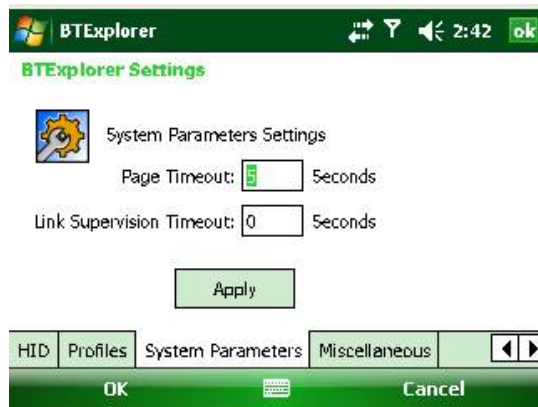 BTExplorer 2:42 ok
BTExplorer Settings
System Parameters Settings
Page Timeout: 5 Seconds
Link Supervision Timeout: 0 Seconds
Apply
HID Profiles System Parameters Miscellaneous
OK Cancel